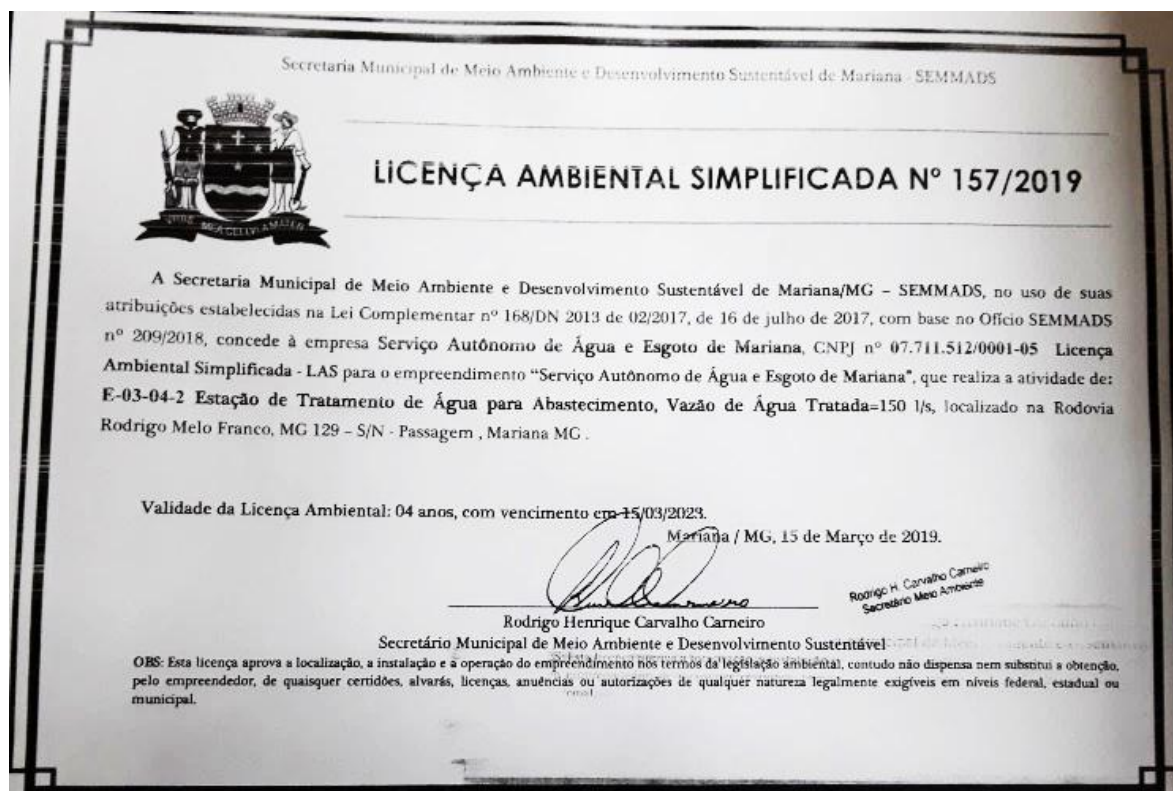 Secretaria Municipal de Meio Ambiente e Desenvolvimento Sustentável de Mariana - SEMMADS
LICENÇA AMBIENTAL SIMPLIFICADA Nº 157/2019
A Secretaria Municipal de Meio Ambiente e Desenvolvimento Sustentável de Mariana/MG – SEMMADS, no uso de suas
atribuições estabelecidas na Lei Complementar nº 168/DN 2013 de 02/2017, de 16 de julho de 2017, com base no Ofício SEMMADS
nº 209/2018, concede à empresa Serviço Autônomo de Água e Esgoto de Mariana, CNPJ nº 07.711.512/0001-05 Licença
Ambiental Simplificada - LAS para o empreendimento “Serviço Autônomo de Água e Esgoto de Mariana”, que realiza a atividade de:
E-03-04-2 Estação de Tratamento de Água para Abastecimento, Vazão de Água Tratada=150 l/s, localizado na Rodovia
Rodrigo Melo Franco, MG 129 – S/N - Passagem , Mariana MG .
Validade da Licença Ambiental: 04 anos, com vencimento em 15/03/2023.
Mariana / MG, 15 de Março de 2019.
Rodrigo H. Carvalho Carneiro
Secretário Meio Ambiente
Rodrigo Henrique Carvalho Carneiro
Secretário Municipal de Meio Ambiente e Desenvolvimento Sustentável
OBS: Esta licença aprova a localização, a instalação e a operação do empreendimento nos termos da legislação ambiental, contudo não dispensa nem substitui a obtenção,
pelo empreendedor, de quaisquer certidões, alvarás, licenças, anuências ou autorizações de qualquer natureza legalmente exigíveis em níveis federal, estadual ou
municipal.